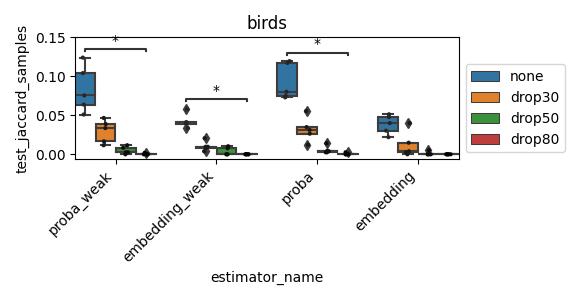 birds
test_jaccard_samples
0.15
0.10
0.05
0.00
*
*
*
proba_weak
embedding_weak
proba
embedding
estimator_name
none
drop30
drop50
drop80